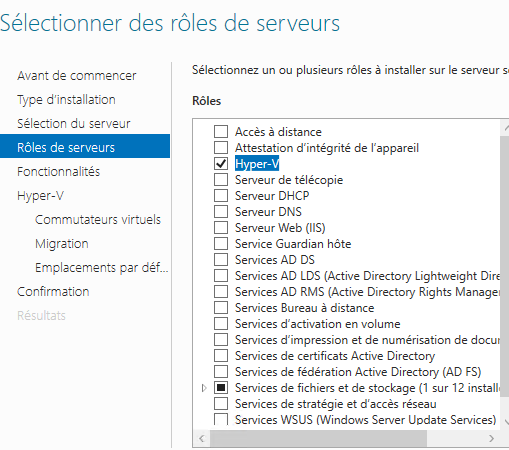 Sélectionner des rôles de serveurs
Avant de commencer
Type d'installation
Sélection du serveur
Rôles de serveurs
Fonctionnalités
Hyper-V
Commutateurs virtuels
Migration
Emplacements par déf...
Confirmation
Résultats
Sélectionnez un ou plusieurs rôles à installer sur le serveur s
Rôles
Accès à distance
Attestation d'intégrité de l'appareil
Hyper-V
Serveur de télécopie
Serveur DHCP
Serveur DNS
Serveur Web (IIS)
Service Guardian hôte
Services AD DS
Services AD LDS (Active Directory Lightweight Dire
Services AD RMS (Active Directory Rights Manager
Services Bureau à distance
Services d'activation en volume
Services d'impression et de numérisation de docu
Services de certificats Active Directory
Services de fédération Active Directory (AD FS)
Services de fichiers et de stockage (1 sur 12 install
Services de stratégie et d'accès réseau
Services WSUS (Windows Server Update Services)